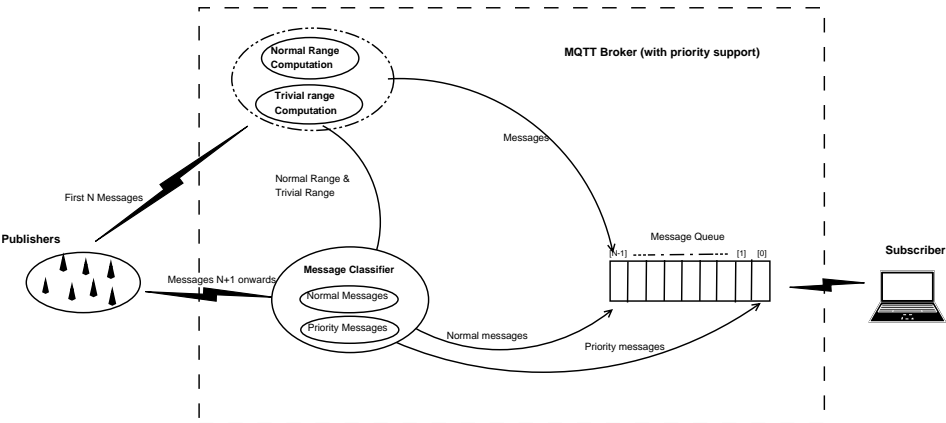 Normal Range
Computation
Trivial range
Computation
MQTT Broker (with priority support)
Messages
Normal Range &
Trivial Range
First N Messages
Publishers
Messages N+1 onwards
Message Classifier
Normal Messages
Priority Messages
Message Queue
[N-1]
[1]
[0]
Subscriber
Normal messages
Priority messages